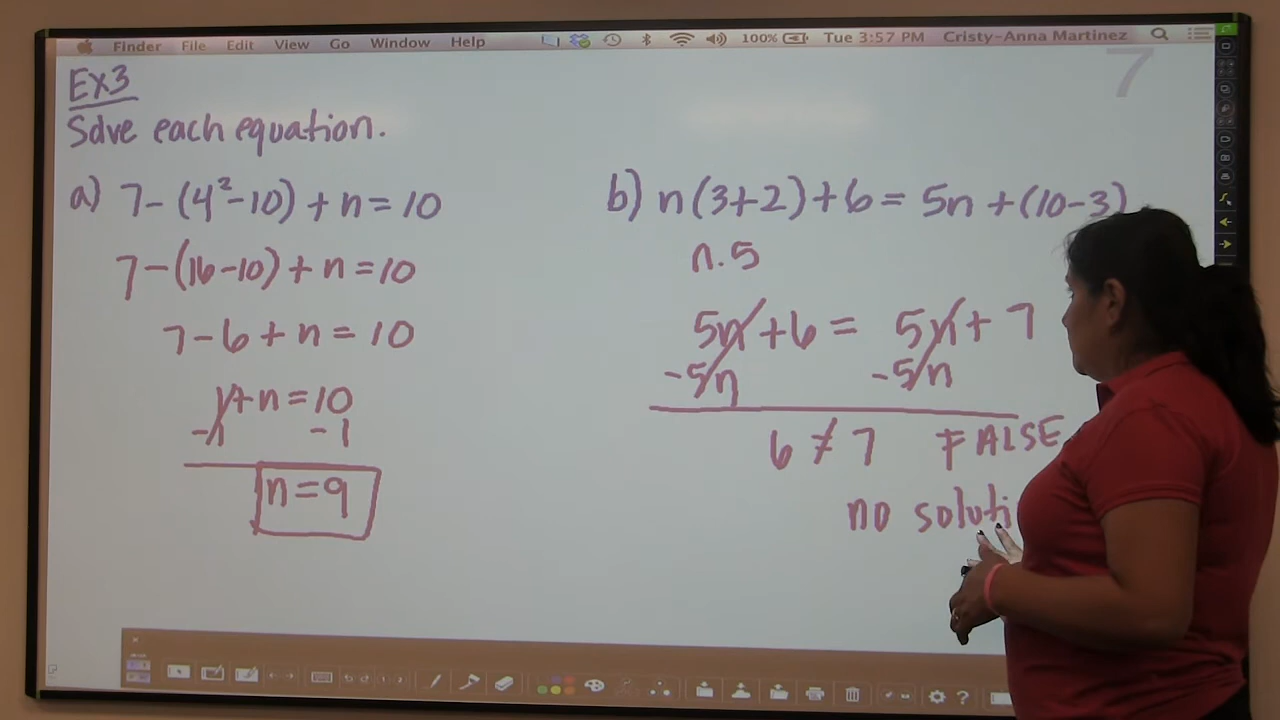 Finder File Edit View Go Window Help 100% Tue 3:57 PM Cristy-Anna Martinez
7
Ex3
Solve each equation.
a) 7-(4²-10)+n=10
7-(16-10)+n=10
7-6+n=10
1+n=10
-1 -1
n=9
b) n(3+2)+6=5n+(10-3)
n.5
5n+6=5n+7
-5n -5n
6≠7 FALSE
no soluti